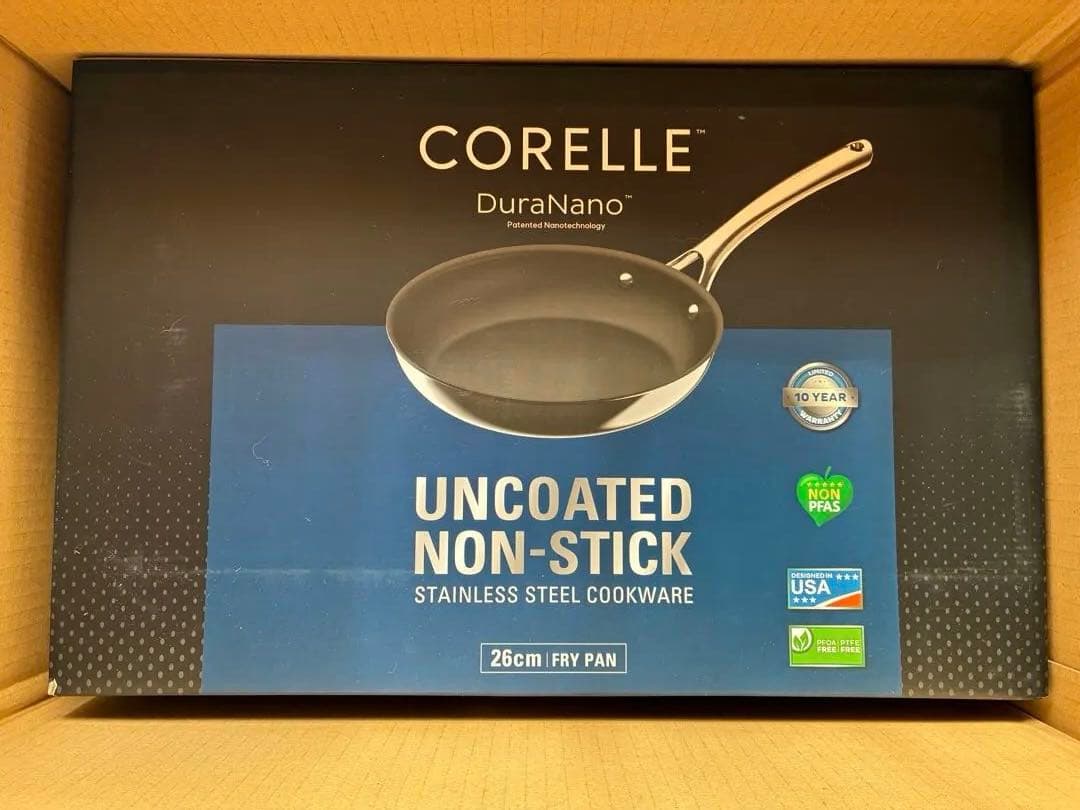 CORELLE™
DuraNano™
Patented Nanotechnology
LIMITED
10 YEAR
WARRANTY
NON
PFAS
UNCOATED
NON-STICK
STAINLESS STEEL COOKWARE
DESIGNED IN
USA
PFOA | PTFE
FREE | FREE
26cm | FRY PAN